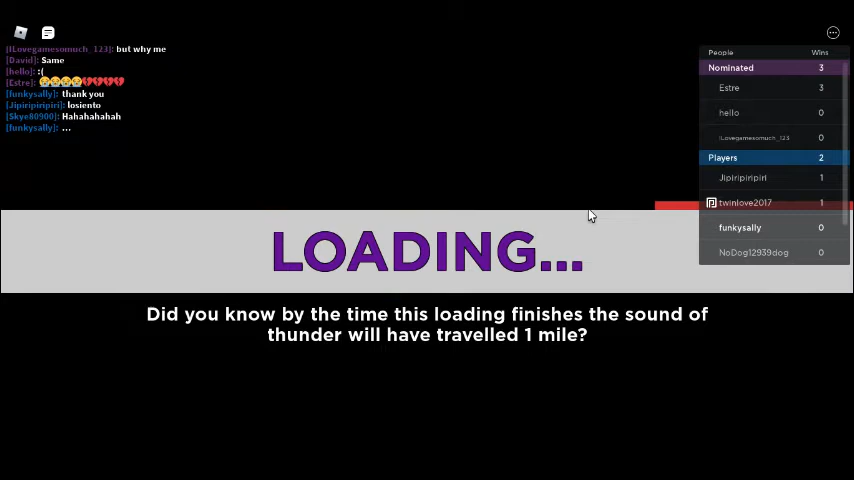 [ILovegamesomuch_123]: but why me
[David]: Same
[hello]: :(
[Estre]: 😭😭😭😭💔💔💔💔
[funkysally]: thank you
[Jipiripiripiri]: losiento
[Skye80900]: Hahahahahah
[funkysally]: ...
People Wins
Nominated 3
Estre 3
hello 0
ILovegamesomuch_123 0
Players 2
Jipiripiripiri 1
twinlove2017 1
funkysally 0
NoDog12939dog 0
LOADING...
Did you know by the time this loading finishes the sound of
thunder will have travelled 1 mile?